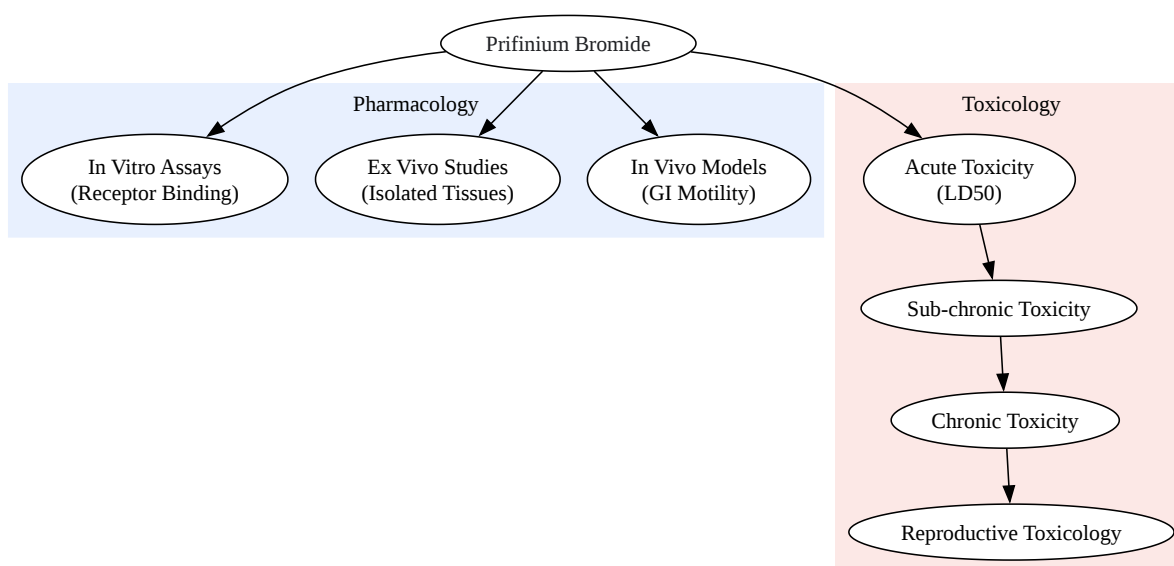 Prifinium Bromide
Pharmacology
Toxicology
In Vitro Assays
(Receptor Binding)
Ex Vivo Studies
(Isolated Tissues)
In Vivo Models
(GI Motility)
Acute Toxicity
(LD50)
Sub-chronic Toxicity
Chronic Toxicity
Reproductive Toxicology